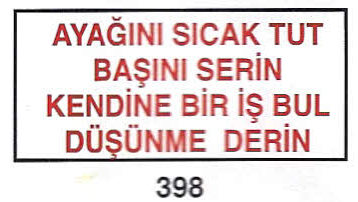 AYAĞINI SICAK TUT
BAŞINI SERİN
KENDİNE BİR İŞ BUL
DÜŞÜNME DERİN
398